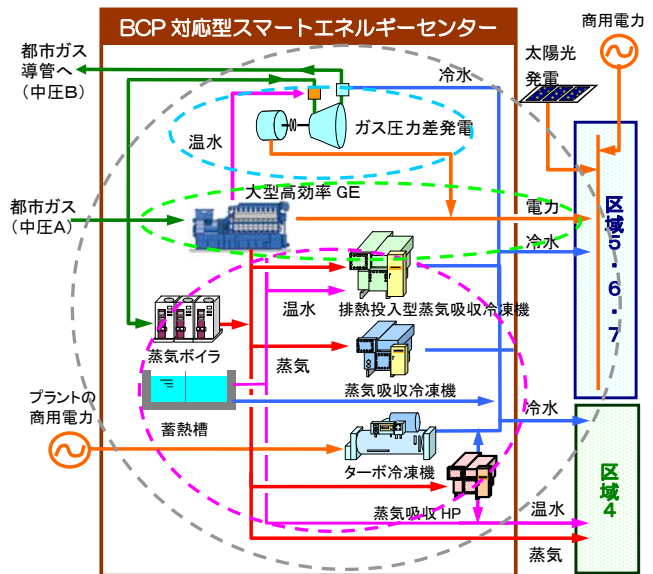 BCP 対応型スマートエネルギーセンター
商用電力
都市ガス
導管へ
（中圧B）
冷水
太陽光
発電
ガス圧力差発電
温水
大型高効率 GE
都市ガス
（中圧A）
電力
冷水
区域５・６・７
温水
排熱投入型蒸気吸収冷凍機
蒸気ボイラ
蒸気
プラントの
商用電力
蒸気吸収冷凍機
蓄熱槽
冷水
ターボ冷凍機
区域４
蒸気吸収 HP
温水
蒸気